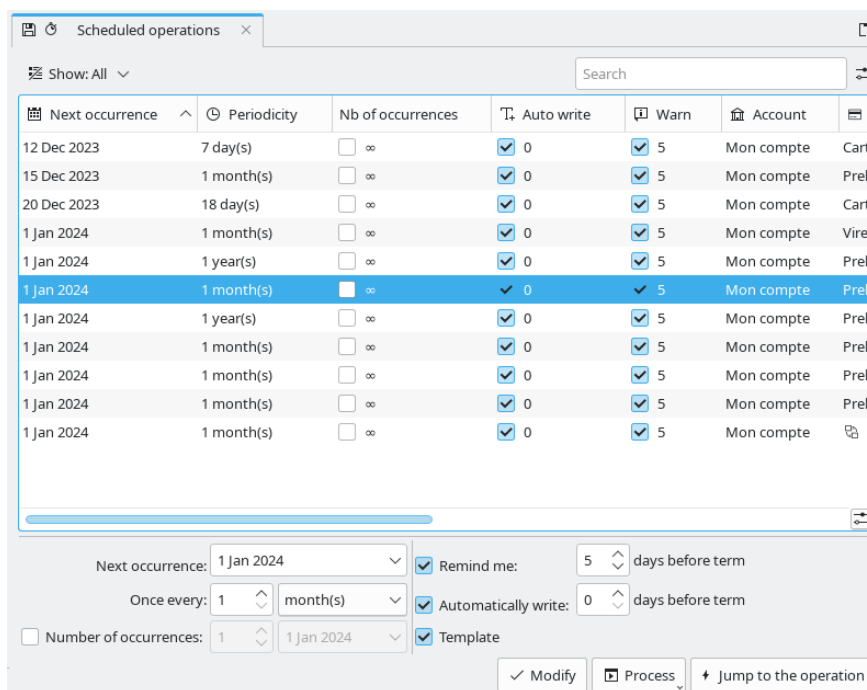 Scheduled operations
Show: All
Search
Next occurrence Periodicity Nb of occurrences Auto write Warn Account
12 Dec 2023 7 day(s) ∞ 0 5 Mon compte Cart
15 Dec 2023 1 month(s) ∞ 0 5 Mon compte Prel
20 Dec 2023 18 day(s) ∞ 0 5 Mon compte Cart
1 Jan 2024 1 month(s) ∞ 0 5 Mon compte Vire
1 Jan 2024 1 year(s) ∞ 0 5 Mon compte Prel
1 Jan 2024 1 month(s) ∞ 0 5 Mon compte Prel
1 Jan 2024 1 year(s) ∞ 0 5 Mon compte Prel
1 Jan 2024 1 month(s) ∞ 0 5 Mon compte Prel
1 Jan 2024 1 month(s) ∞ 0 5 Mon compte Prel
1 Jan 2024 1 month(s) ∞ 0 5 Mon compte Prel
1 Jan 2024 1 month(s) ∞ 0 5 Mon compte
Next occurrence: 1 Jan 2024 Remind me: 5 days before term
Once every: 1 month(s) Automatically write: 0 days before term
Number of occurrences: 1 1 Jan 2024 Template
Modify Process Jump to the operation